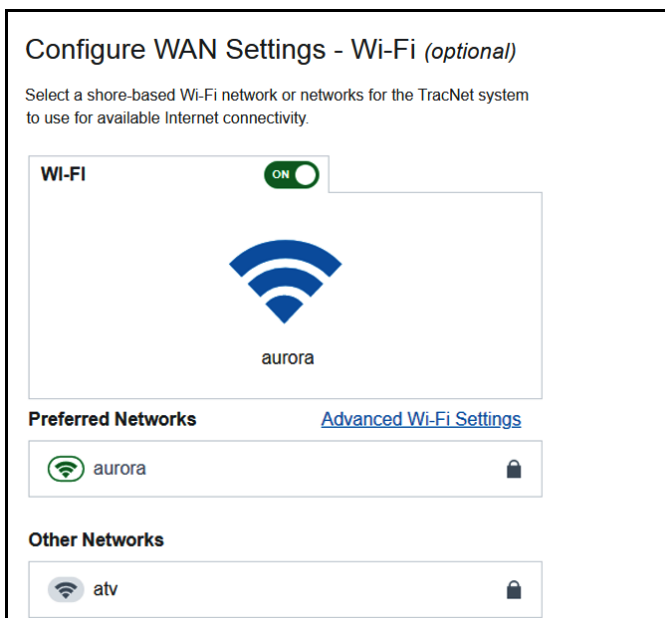 Configure WAN Settings - Wi-Fi (optional)
Select a shore-based Wi-Fi network or networks for the TracNet system
to use for available Internet connectivity.
WI-FI ON
aurora
Preferred Networks Advanced Wi-Fi Settings
aurora
Other Networks
atv